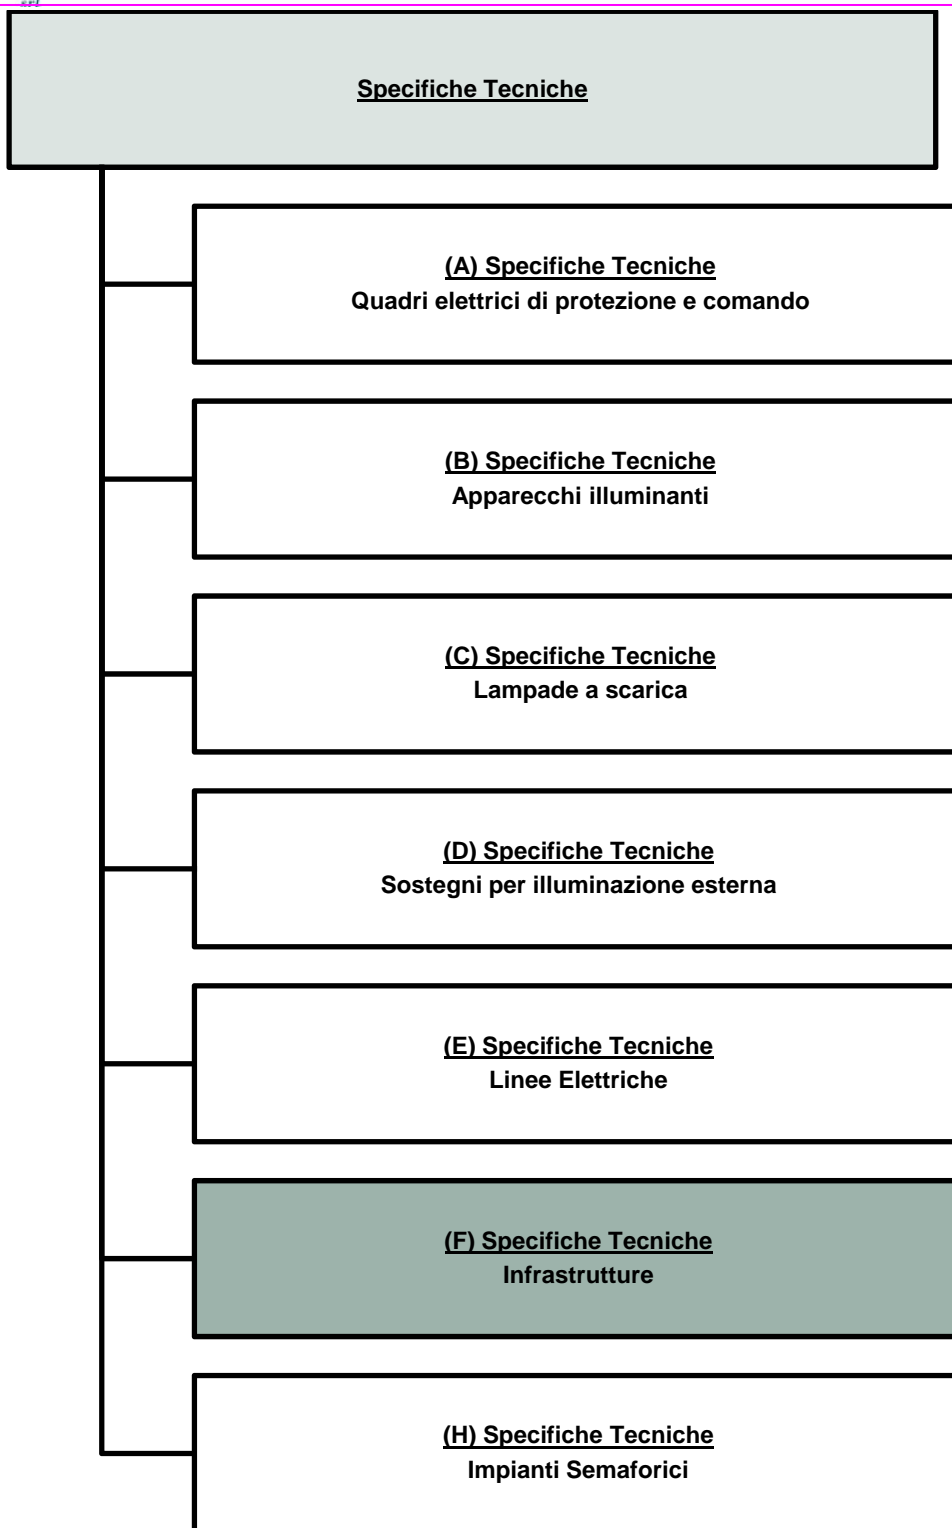 srl
Specifiche Tecniche
(A) Specifiche Tecniche
Quadri elettrici di protezione e comando
(B) Specifiche Tecniche
Apparecchi illuminanti
(C) Specifiche Tecniche
Lampade a scarica
(D) Specifiche Tecniche
Sostegni per illuminazione esterna
(E) Specifiche Tecniche
Linee Elettriche
(F) Specifiche Tecniche
Infrastrutture
(H) Specifiche Tecniche
Impianti Semaforici